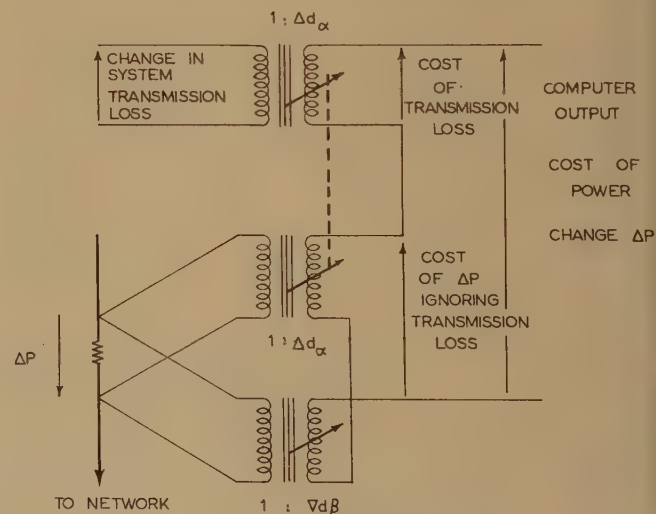 1 : Δdα
CHANGE IN
SYSTEM
TRANSMISSION
LOSS
COST
OF
TRANSMISSION
LOSS
COMPUTER
OUTPUT
COST OF
POWER
CHANGE ΔP
COST
OF ΔP
IGNORING
TRANSMISSION
LOSS
1 : Δdα
ΔP
TO NETWORK
1 : ∇dβ